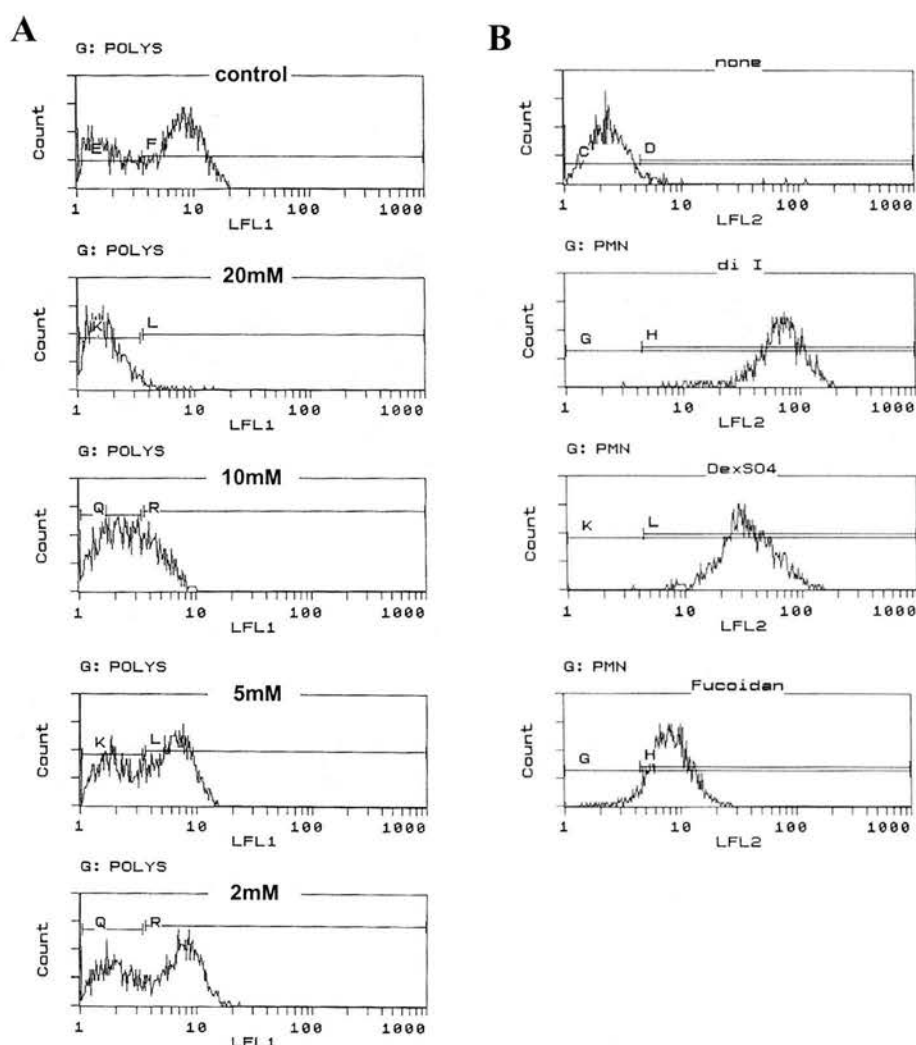 A
G: POLYS
control
Count
E
F
1 10 100 1000
LFL1
G: POLYS
20mM
Count
K
L
1 10 100 1000
LFL1
G: POLYS
10mM
Count
Q
R
1 10 100 1000
LFL1
G: POLYS
5mM
Count
K
L
1 10 100 1000
LFL1
G: POLYS
2mM
Count
Q
R
1 10 100 1000
LFL1
B
none
Count
C
D
1 10 100 1000
LFL2
G: PMN
di I
Count
G
H
1 10 100 1000
LFL2
G: PMN
DexSO4
Count
K
L
1 10 100 1000
LFL2
G: PMN
Fucoidan
Count
G
H
1 10 100 1000
LFL2